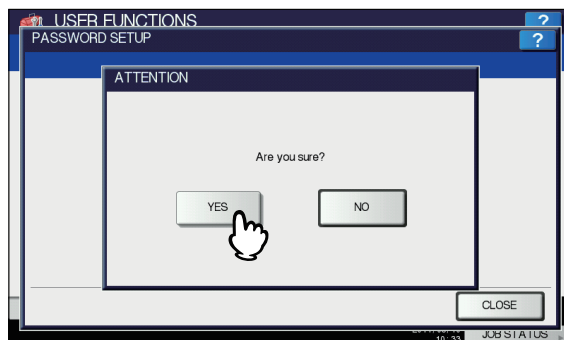 USER FUNCTIONS
?
PASSWORD SETUP
?
ATTENTION
Are you sure?
YES
NO
CLOSE
10:33
JOB STATUS